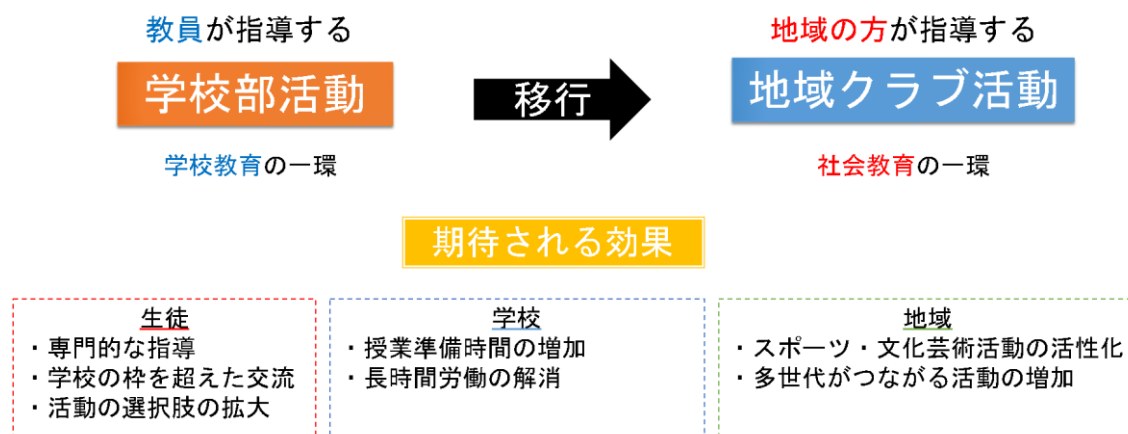 教員が指導する
地域の方が指導する
学校部活動
移行
地域クラブ活動
学校教育の一環
社会教育の一環
期待される効果
生徒
・専門的な指導
・学校の枠を超えた交流
・活動の選択肢の拡大
学校
・授業準備時間の増加
・長時間労働の解消
地域
・スポーツ・文化芸術活動の活性化
・多世代がつながる活動の増加